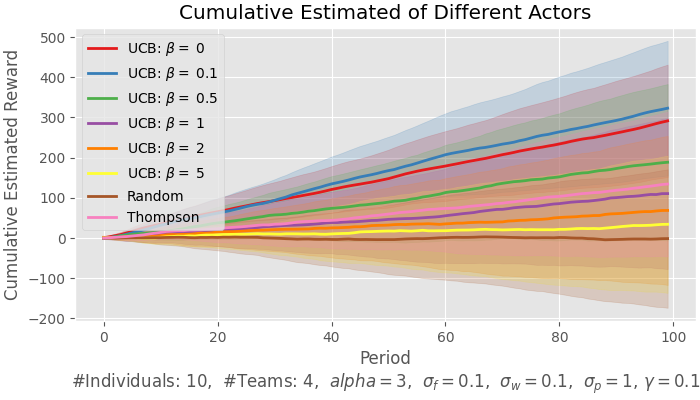 Cumulative Estimated of Different Actors
Cumulative Estimated Reward
500
400
300
200
100
0
−100
−200
UCB: β = 0
UCB: β = 0.1
UCB: β = 0.5
UCB: β = 1
UCB: β = 2
UCB: β = 5
Random
Thompson
0 20 40 60 80 100
Period
#Individuals: 10, #Teams: 4, alpha = 3, σ_f = 0.1, σ_w = 0.1, σ_p = 1, γ = 0.1